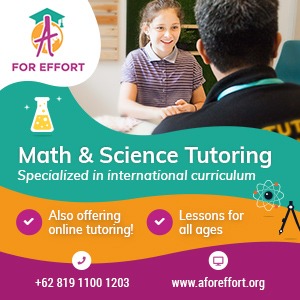 A
FOR EFFORT
TUTOR
Math & Science Tutoring
Specialized in international curriculum
Also offering
online tutoring!
Lessons for
all ages
+62 819 1100 1203
www.aforeffort.org